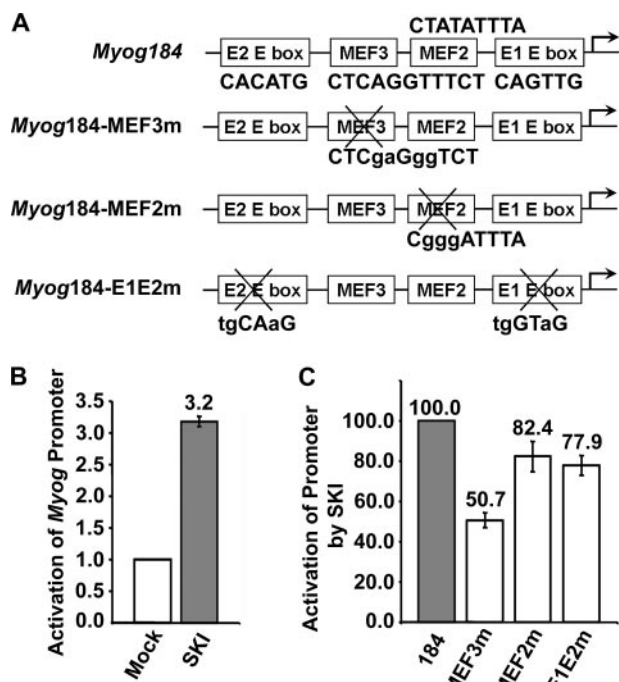 A
CTATATTTA
Myog184
E2 E box MEF3 MEF2 E1 E box
CACATG CTCAGGTTTCT CAGTTG
Myog184-MEF3m
E2 E box MEF3 MEF2 E1 E box
CTCgaGggTCT
Myog184-MEF2m
E2 E box MEF3 MEF2 E1 E box
CgggATTTA
Myog184-E1E2m
E2 E box MEF3 MEF2 E1 E box
tgCAaG tgGTaG
B
Activation of Myog Promoter
3.5
3.0
2.5
2.0
1.5
1.0
0.5
0.0
3.2
Mock
SKI
C
Activation of Promoter
by SKI
100.0
80.0
60.0
40.0
20.0
0.0
100.0
50.7
82.4
77.9
184
MEF3m
MEF2m
E1E2m